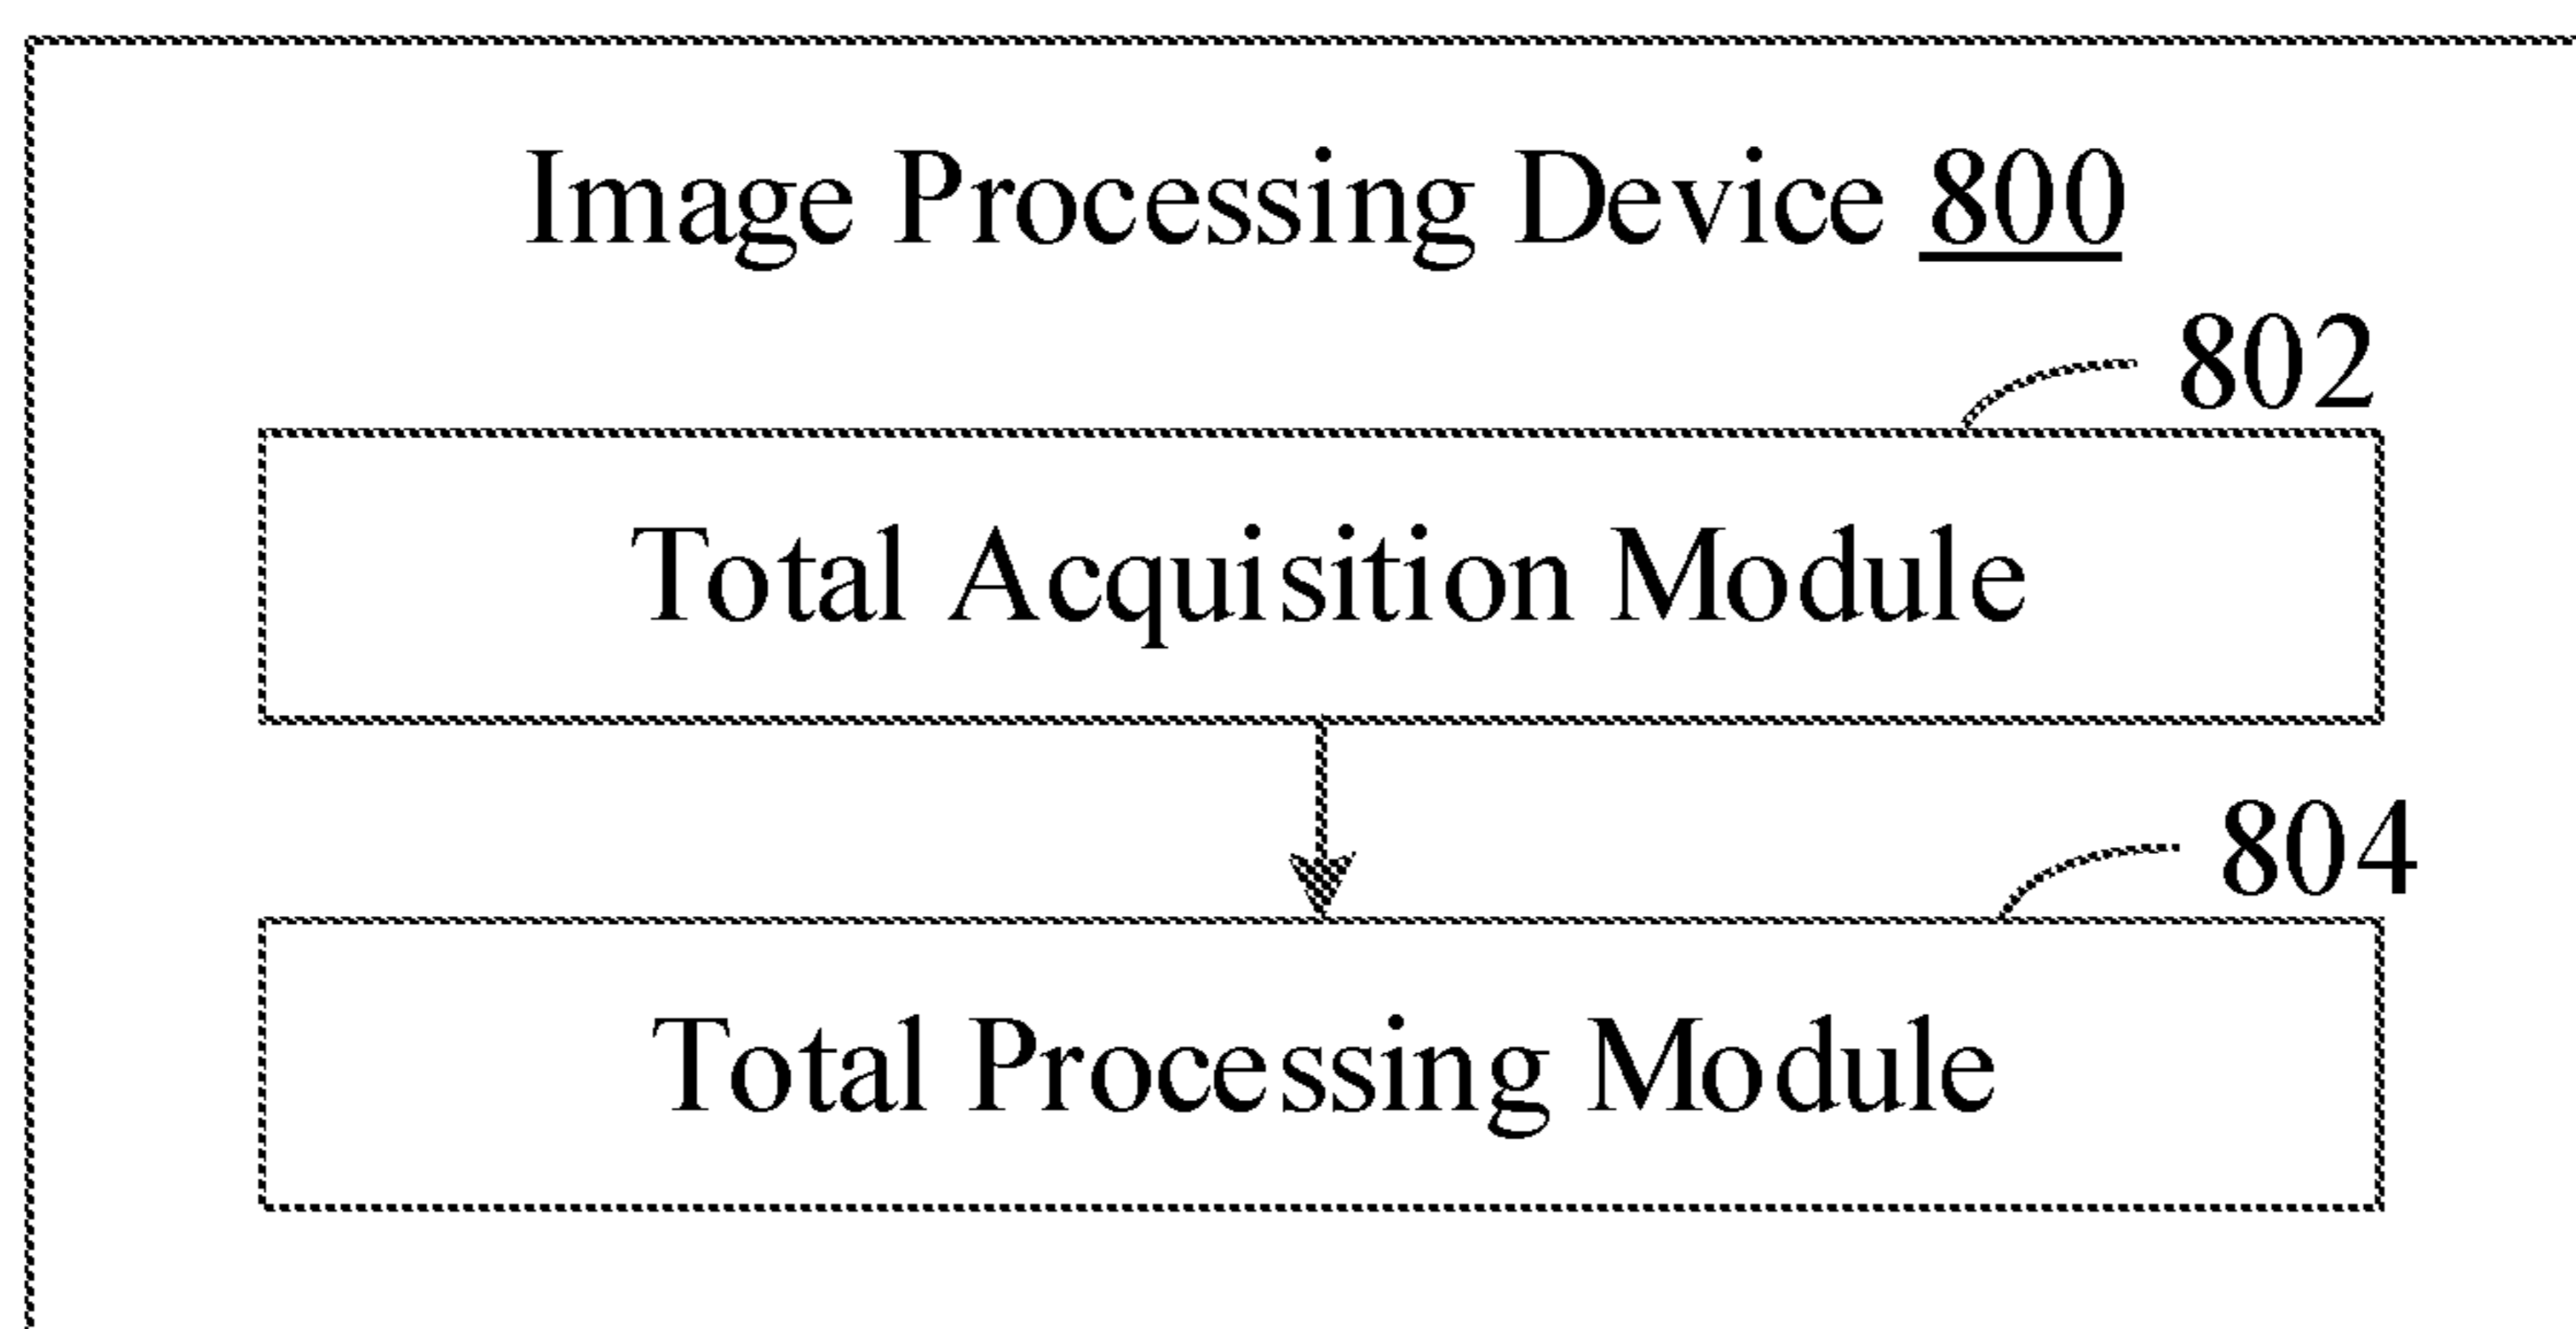 Image Processing Device 800
802
Total Acquisition Module
804
Total Processing Module